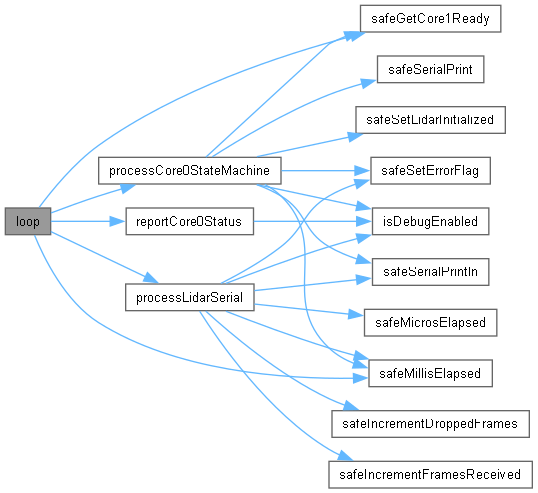 safeGetCore1Ready
safeSerialPrint
safeSetLidarInitialized
processCore0StateMachine
safeSetErrorFlag
loop
reportCore0Status
isDebugEnabled
safeSerialPrintln
processLidarSerial
safeMicrosElapsed
safeMillisElapsed
safeIncrementDroppedFrames
safeIncrementFramesReceived